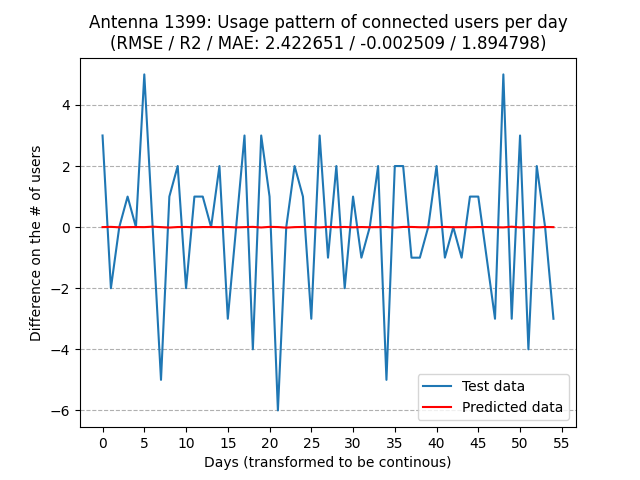 Antenna 1399: Usage pattern of connected users per day
(RMSE / R2 / MAE: 2.422651 / -0.002509 / 1.894798)
Difference on the # of users
4
2
0
−2
−4
−6
Test data
Predicted data
0 5 10 15 20 25 30 35 40 45 50 55
Days (transformed to be continous)